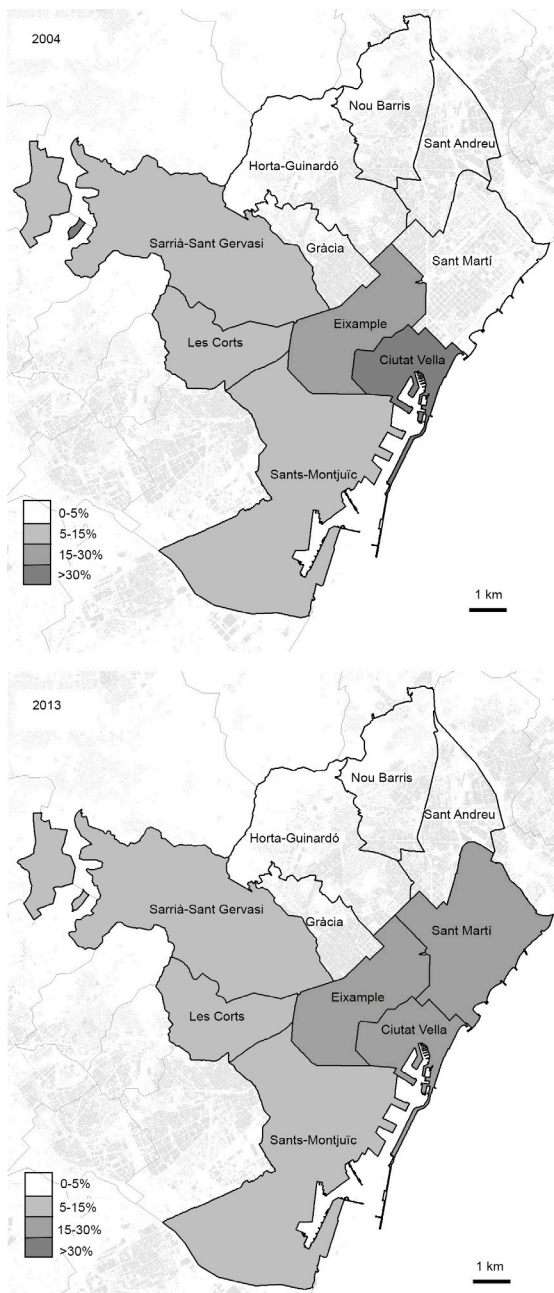 2004
Nou Barris
Sant Andreu
Horta-Guinardó
Gràcia
Sarrià-Sant Gervasi
Sant Martí
Eixample
Les Corts
Ciutat Vella
Sants-Montjuïc
0-5%
5-15%
15-30%
>30%
1 km
2013
Nou Barris
Sant Andreu
Horta-Guinardó
Sarrià-Sant Gervasi
Gràcia
Sant Martí
Eixample
Les Corts
Ciutat Vella
Sants-Montjuïc
0-5%
5-15%
15-30%
>30%
1 km